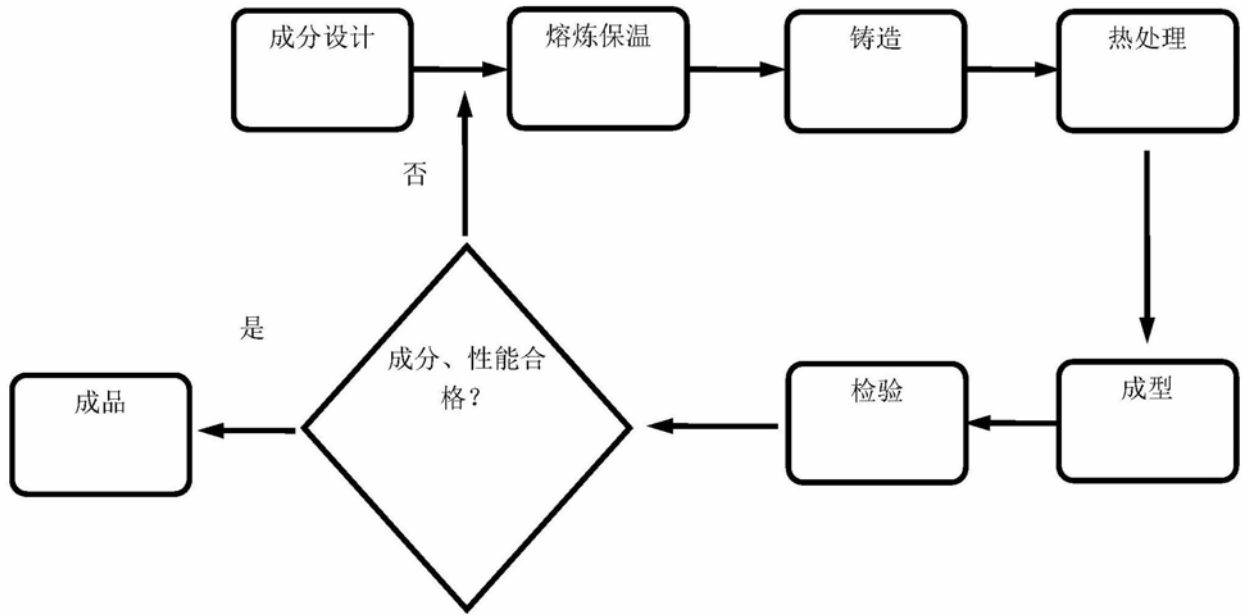 成分设计
熔炼保温
铸造
热处理
否
是
成分、性能合
格?
成品
检验
成型